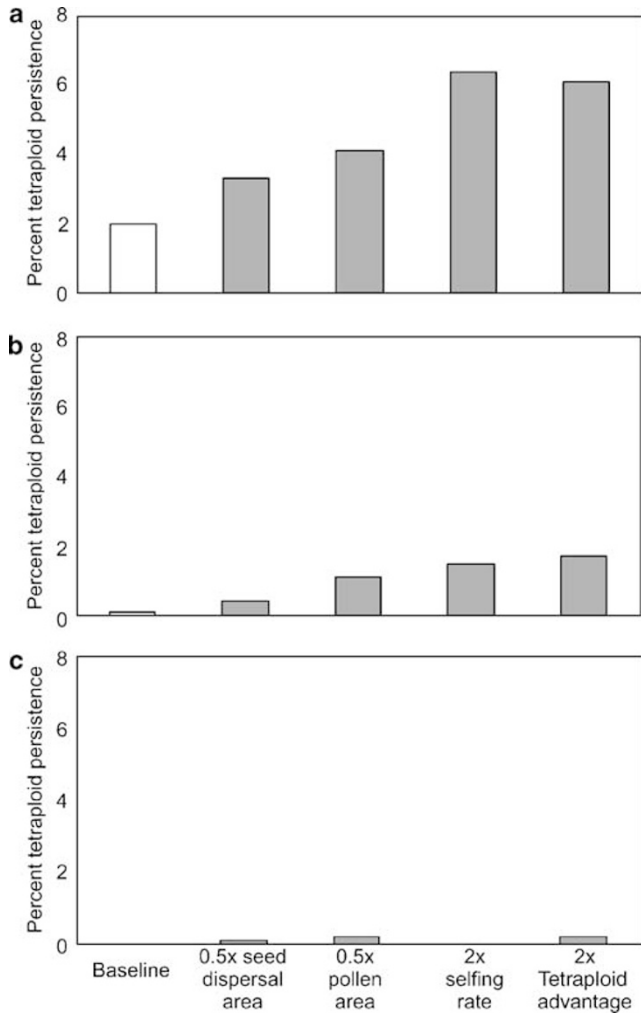 a
Percent tetraploid persistence
8
6
4
2
0
b
Percent tetraploid persistence
8
6
4
2
0
c
Percent tetraploid persistence
8
6
4
2
0
Baseline
0.5x seed
dispersal
area
0.5x
pollen
area
2x
selfing
rate
2x
Tetraploid
advantage